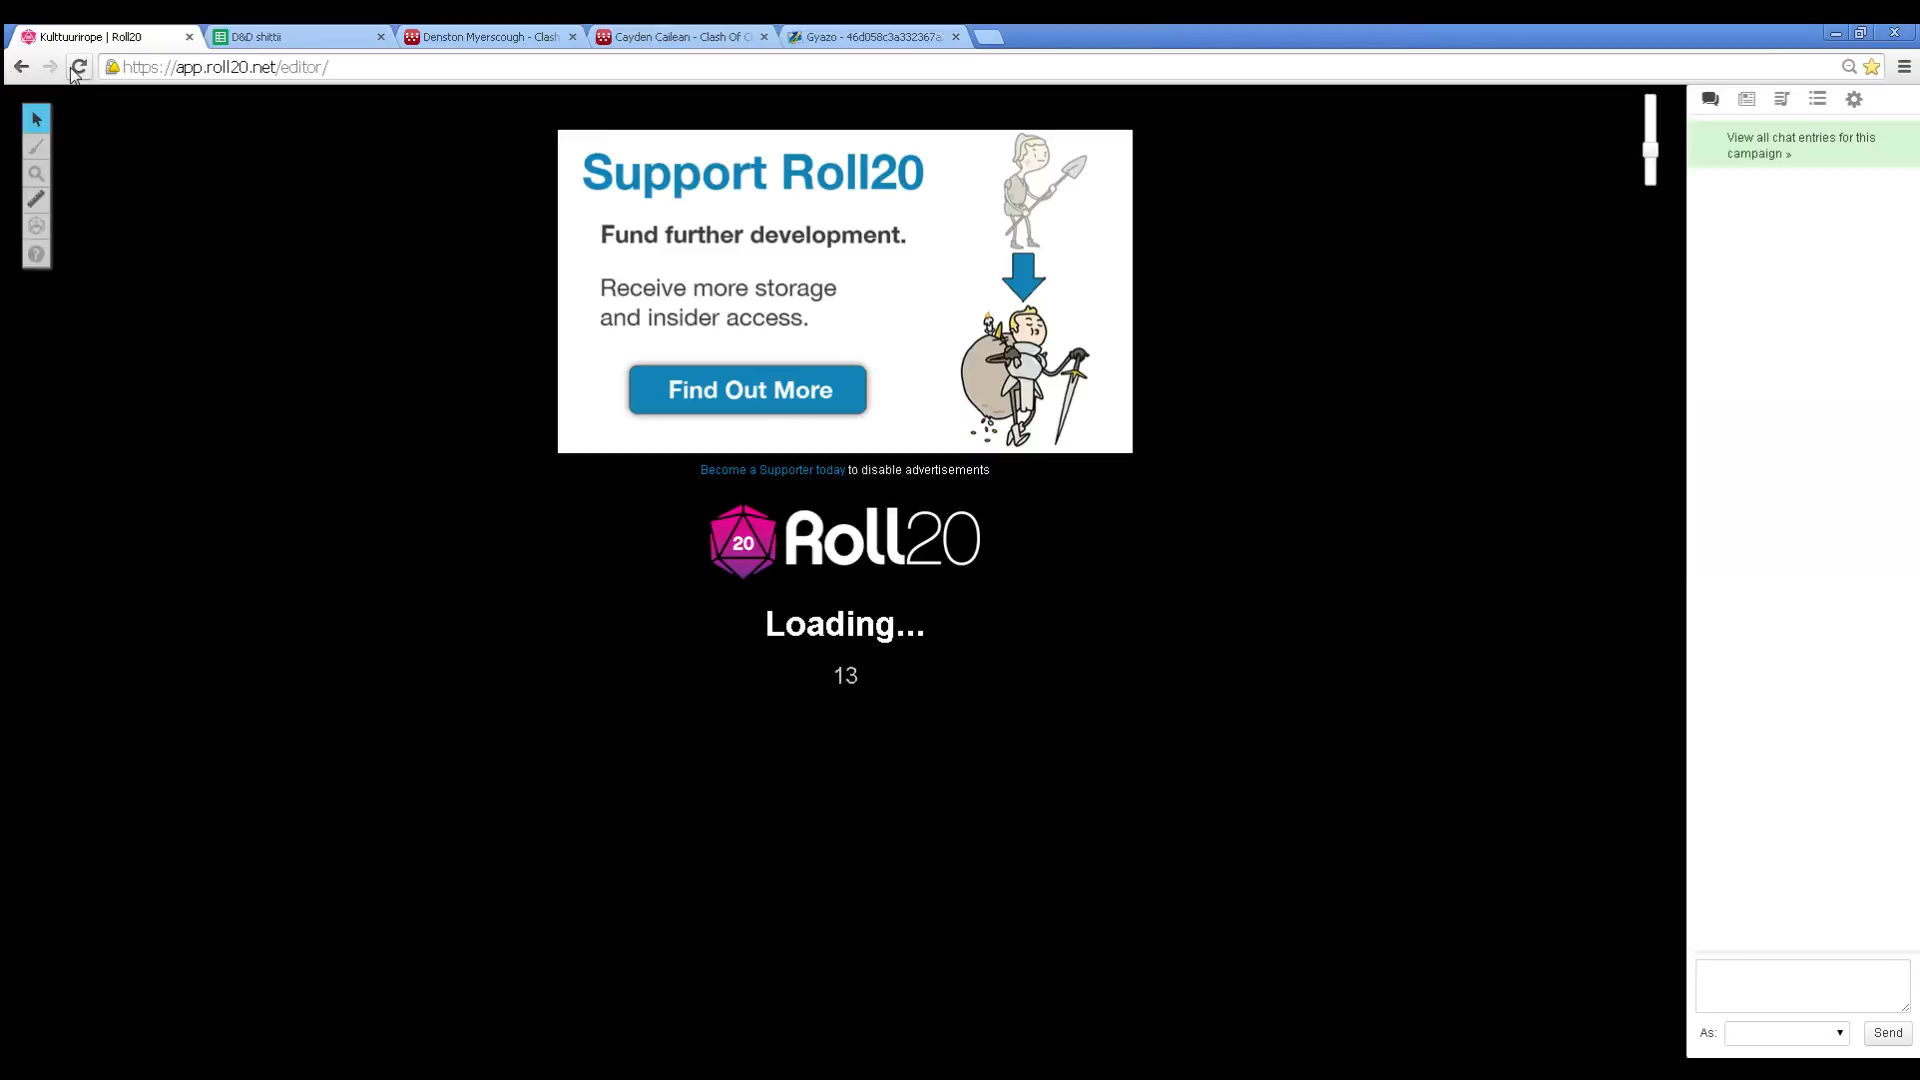 Kulttuurirope | Roll20
D&D shittii
Denston Myerscough - Clash
Cayden Cailean - Clash Of C
Gyazo - 46d058c3a332367a
https://app.roll20.net/editor/
Support Roll20
Fund further development.
Receive more storage
and insider access.
Find Out More
Become a Supporter today to disable advertisements
20
Roll20
Loading...
13
View all chat entries for this
campaign »
As:
Send